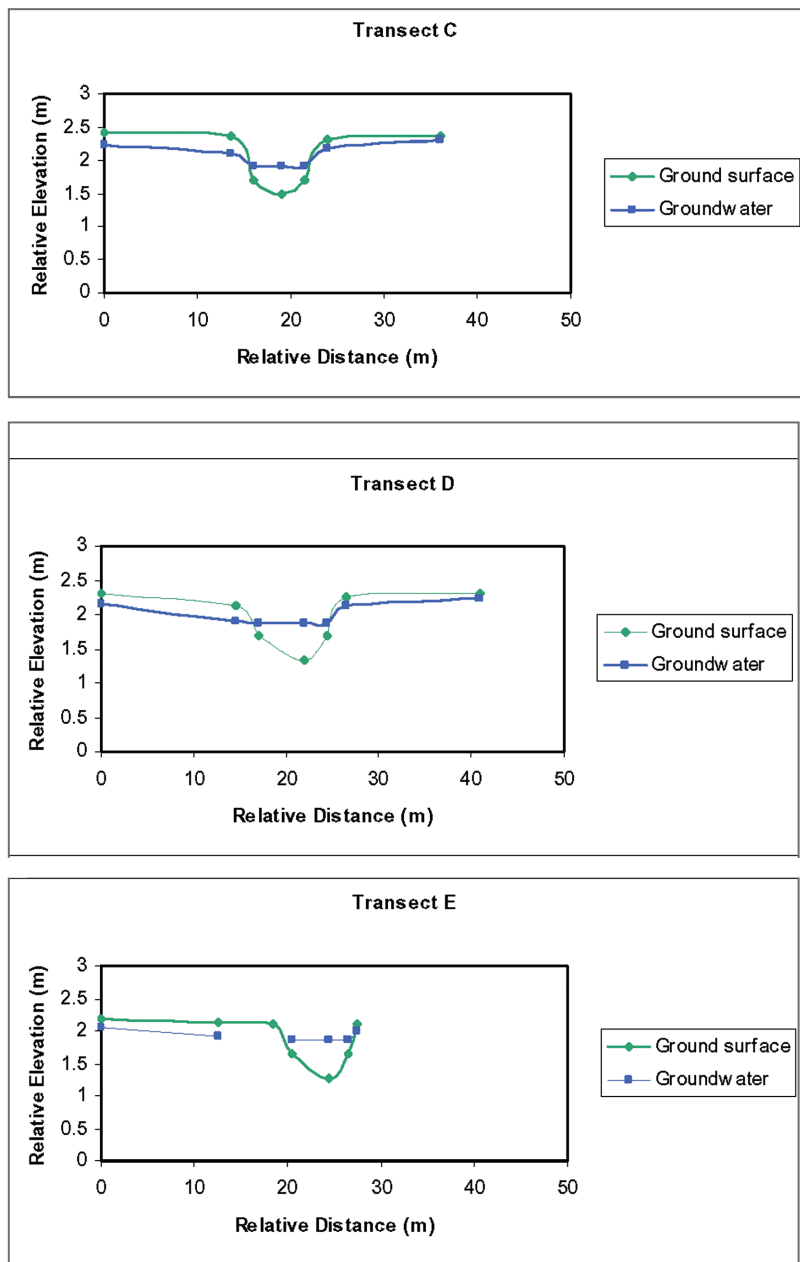 Transect C
Relative Elevation (m)
3
2.5
2
1.5
1
0.5
0
0 10 20 30 40 50
Relative Distance (m)
Ground surface
Groundwater
Transect D
Relative Elevation (m)
3
2.5
2
1.5
1
0.5
0
0 10 20 30 40 50
Relative Distance (m)
Ground surface
Groundwater
Transect E
Relative Elevation (m)
3
2.5
2
1.5
1
0.5
0
0 10 20 30 40 50
Relative Distance (m)
Ground surface
Groundwater